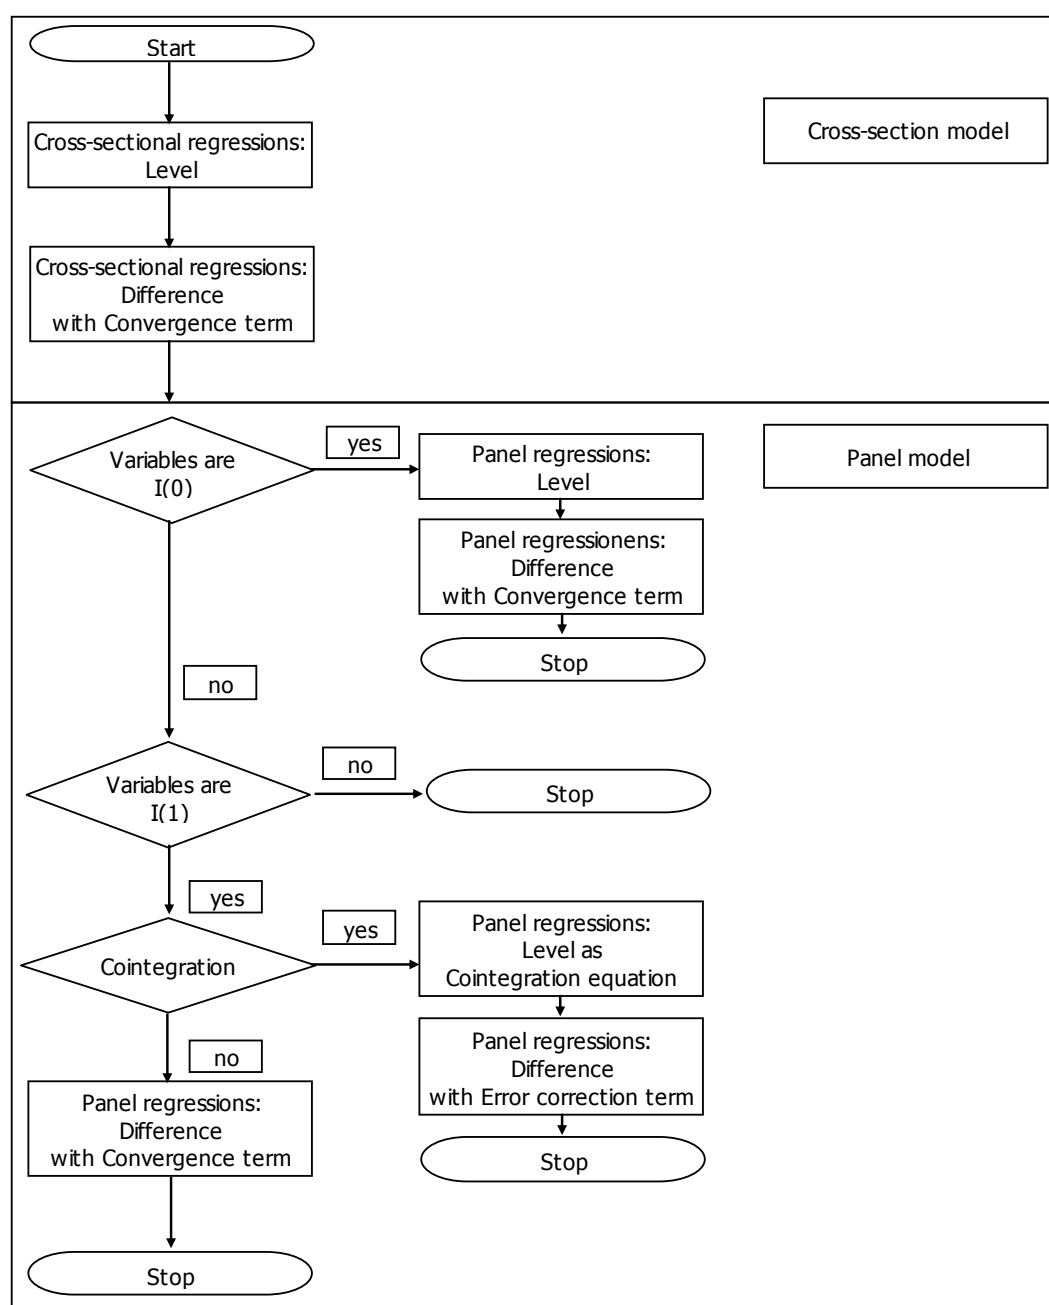 Start
Cross-section model
Cross-sectional regressions:
Level
Cross-sectional regressions:
Difference
with Convergence term
Variables are
I(0)
yes
Panel regressions:
Level
Panel model
Panel regressionens:
Difference
with Convergence term
Stop
no
Variables are
I(1)
no
Stop
yes
Cointegration
yes
Panel regressions:
Level as
Cointegration equation
Panel regressions:
Difference
with Error correction term
Stop
no
Panel regressions:
Difference
with Convergence term
Stop